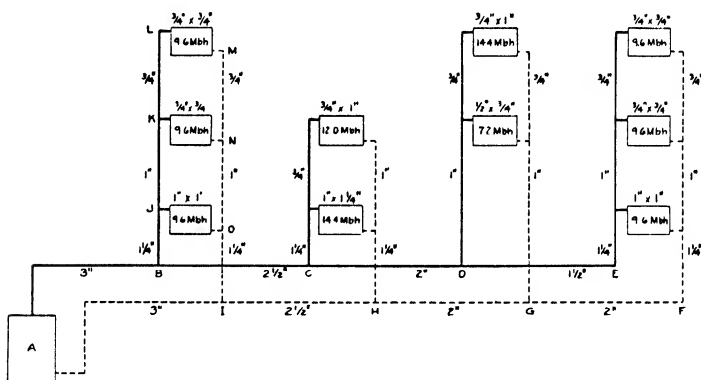 3/4" x 3/4" 3/4" x 1" 3/4" x 3/4"
L 9.6 Mbh M 14.4 Mbh 9.6 Mbh
3/4" 3/4" 3/4" 3/4" 3/4" 3/4"
3/4" x 3/4 3/4" x 1" 1/2" x 3/4" 3/4" x 3/4"
K 9.6 Mbh N 12.0 Mbh 7.2 Mbh 9.6 Mbh
1" 1" 3/4" 1" 1" 1" 1" 1"
1" x 1" 1" x 1 1/4" 1" x 1"
J 9.6 Mbh O 14.4 Mbh 9.6 Mbh
1 1/4" 1 1/4" 1 1/4" 1 1/4" 1 1/4" 1 1/4"
3" B 2 1/2" C 2" D 1 1/2" E
3" I 2 1/2" H 2" G 2" F
A